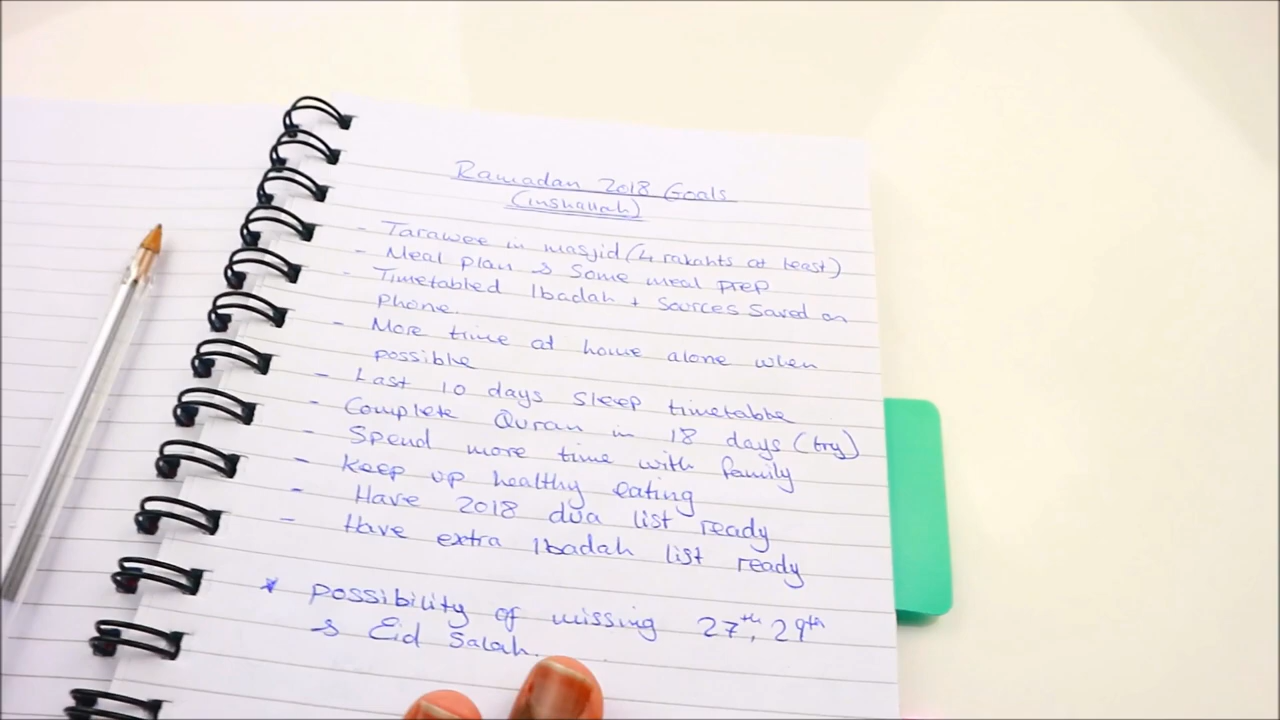 Ramadan 2018 Goals
(inshallah)
- Tarawee in masjid (4 rakahts at least)
- Meal plan & some meal prep
- Timetabled Ibadah + Sources saved on
phone.
- More time at home alone when
possible
- Last 10 days sleep timetable
- Complete Quran in 18 days (try)
- Spend more time with family
- Keep up healthy eating
- Have 2018 dua list ready
- Have extra Ibadah list ready
* possibility of missing 27th, 29th
& Eid Salah.